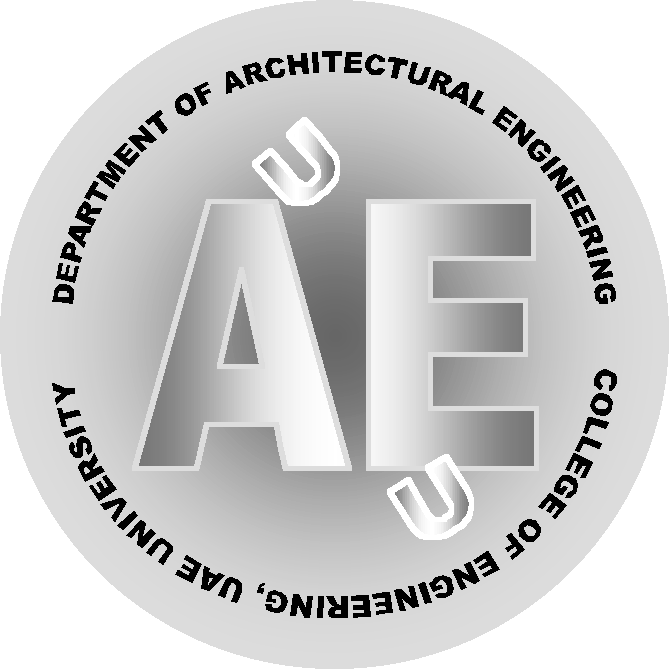 DEPARTMENT OF ARCHITECTURAL ENGINEERING
U
AE
U
COLLEGE OF ENGINEERING, UAE UNIVERSITY